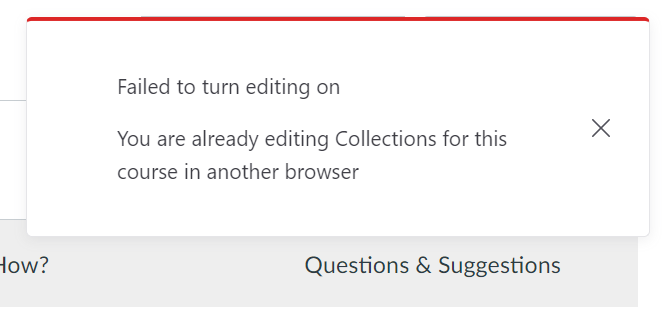 Failed to turn editing on
You are already editing Collections for this
course in another browser
How?
Questions & Suggestions